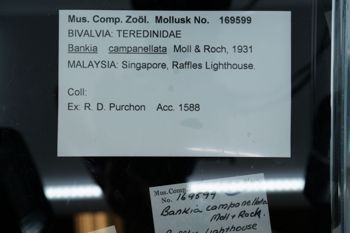 Mus. Comp. Zoöl. Mollusk No. 169599
BIVALVIA: TEREDINIDAE
Bankia campanellata Moll & Roch, 1931
MALAYSIA: Singapore, Raffles Lighthouse.
Coll:
Ex: R. D. Purchon Acc. 1588
Mus. Comp.
No. 169599
Bankia campanellata
Moll + Roch.
Raffles Lighthouse